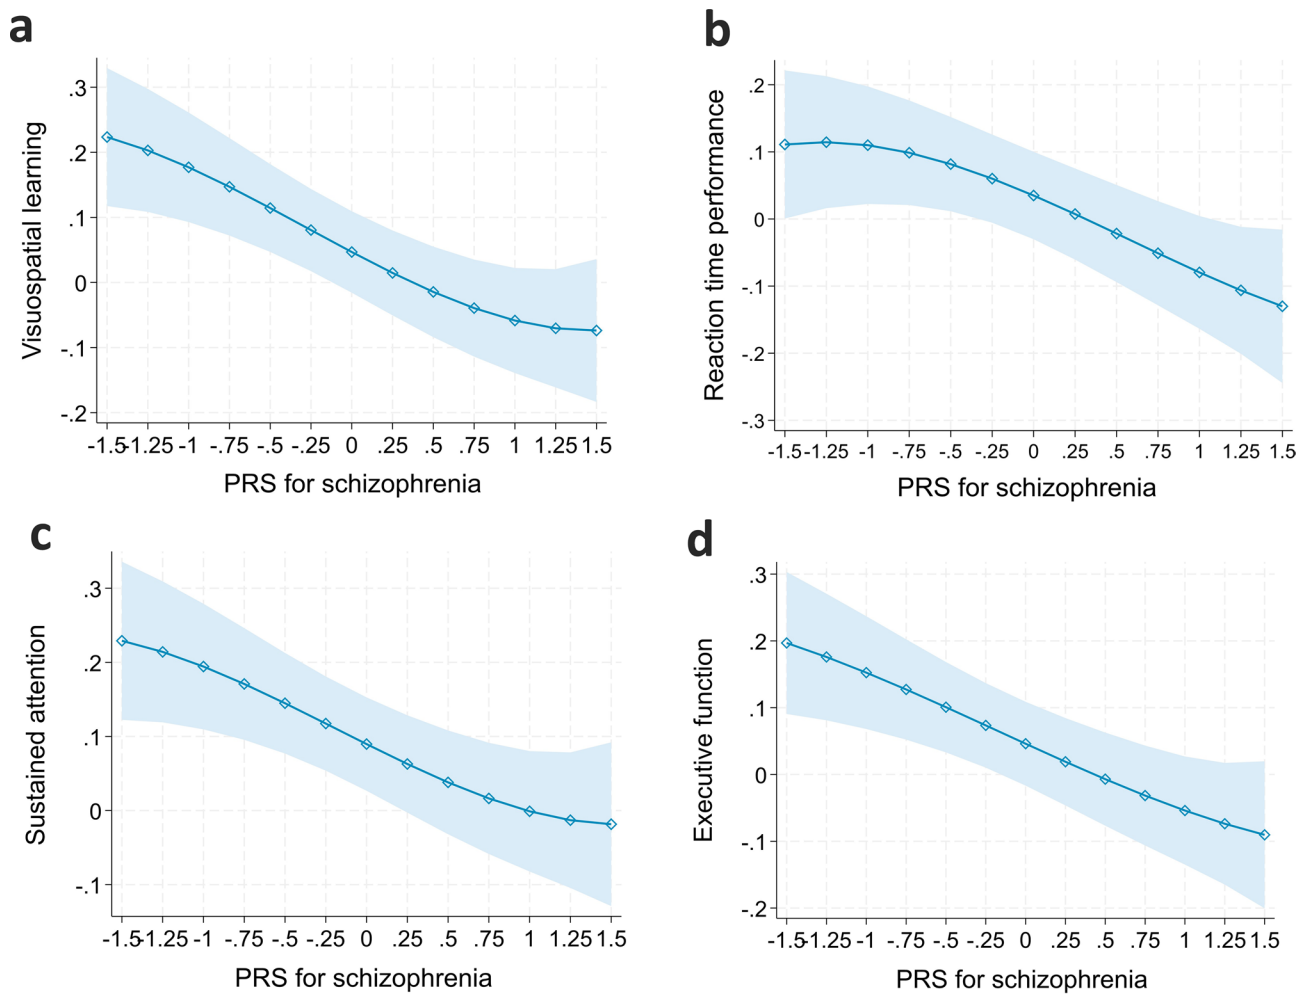 a
Visuospatial learning
.3
.2
.1
0
-.1
-.2
-1.5 -1.25 -1 -.75 -.5 -.25 0 .25 .5 .75 1 1.25 1.5
PRS for schizophrenia
b
Reaction time performance
.2
.1
0
-.1
-.2
-.3
-1.5 -1.25 -1 -.75 -.5 -.25 0 .25 .5 .75 1 1.25 1.5
PRS for schizophrenia
c
Sustained attention
.3
.2
.1
0
-.1
-1.5 -1.25 -1 -.75 -.5 -.25 0 .25 .5 .75 1 1.25 1.5
PRS for schizophrenia
d
Executive function
.3
.2
.1
0
-.1
-.2
-1.5 -1.25 -1 -.75 -.5 -.25 0 .25 .5 .75 1 1.25 1.5
PRS for schizophrenia